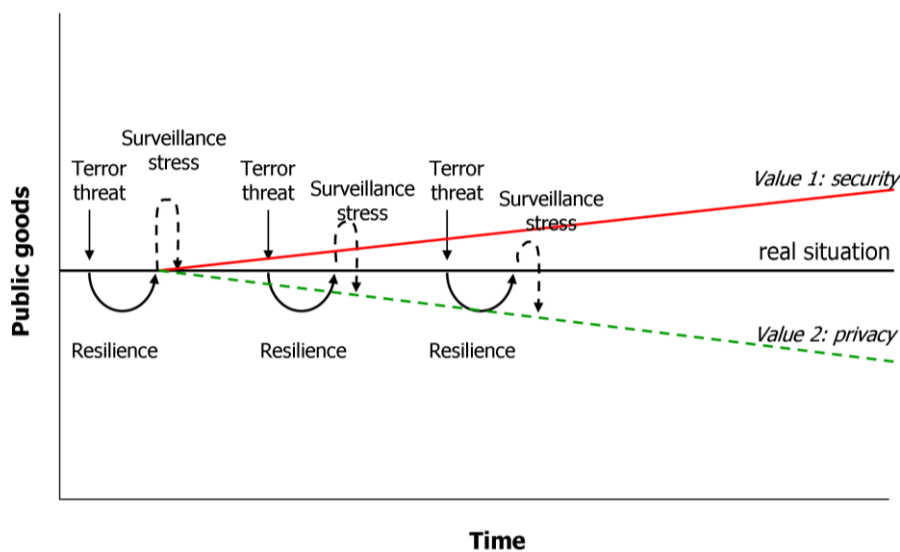 Surveillance
stress
Terror
threat
Terror
threat
Surveillance
stress
Terror
threat
Surveillance
stress
Value 1: security
real situation
Value 2: privacy
Resilience
Resilience
Resilience
Public goods
Time